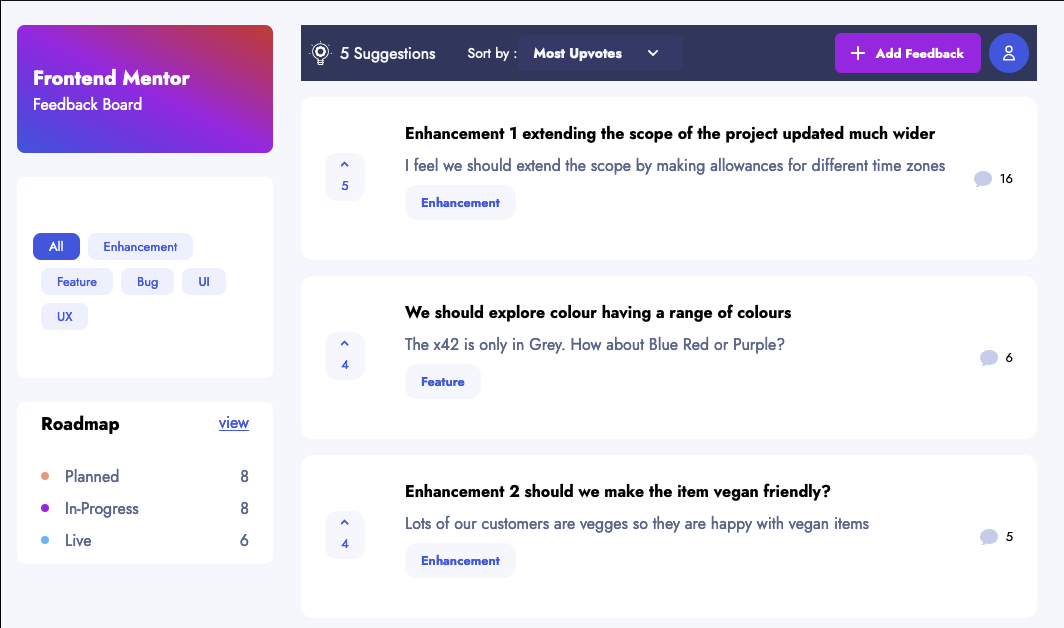 Frontend Mentor
Feedback Board
All Enhancement
Feature Bug UI
UX
Roadmap view
Planned 8
In-Progress 8
Live 6
5 Suggestions Sort by : Most Upvotes Add Feedback
Enhancement 1 extending the scope of the project updated much wider
I feel we should extend the scope by making allowances for different time zones
Enhancement
5
16
We should explore colour having a range of colours
The x42 is only in Grey. How about Blue Red or Purple?
Feature
4
6
Enhancement 2 should we make the item vegan friendly?
Lots of our customers are vegges so they are happy with vegan items
Enhancement
4
5